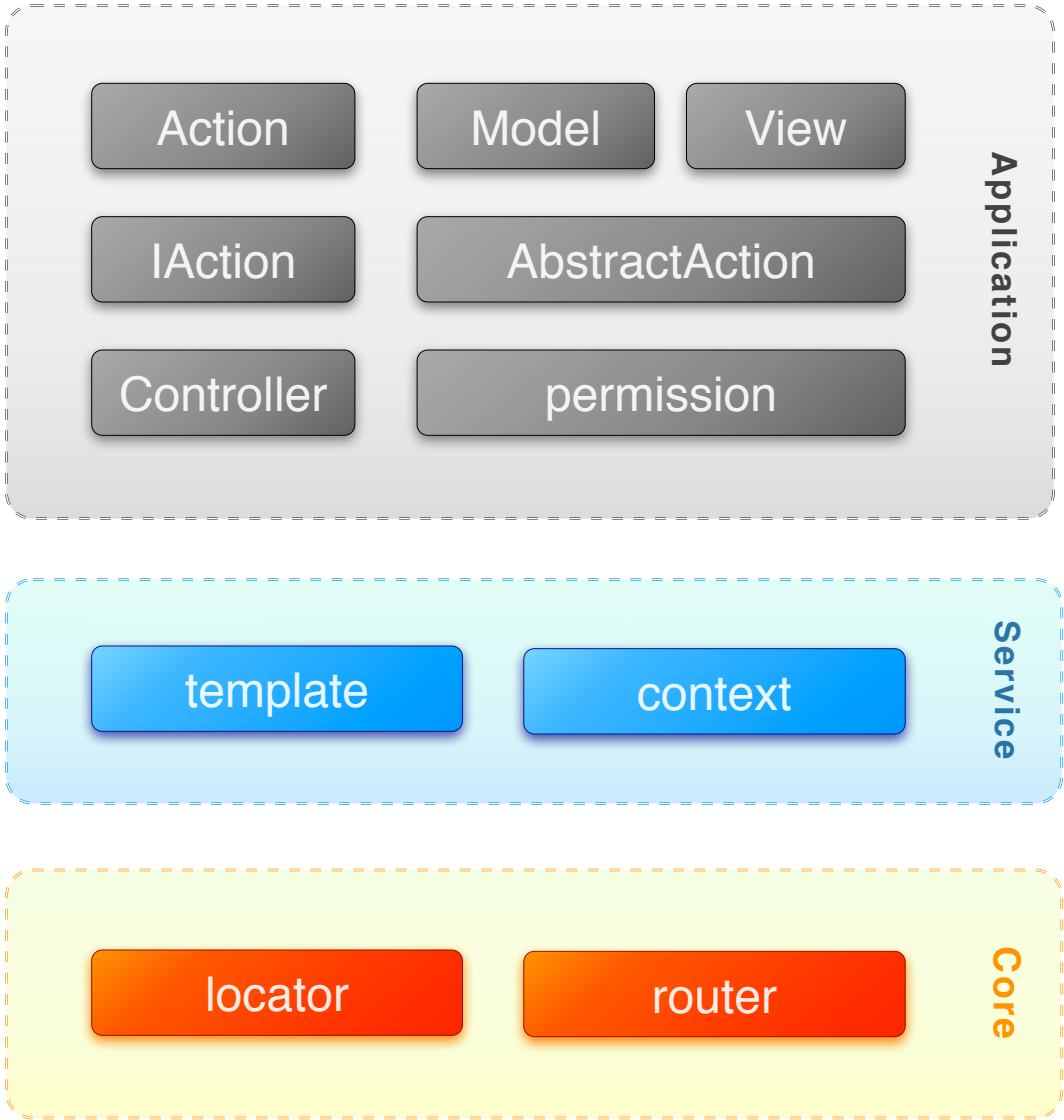 Action
Model
View
IAction
AbstractAction
Controller
permission
Application
template
context
Service
locator
router
Core